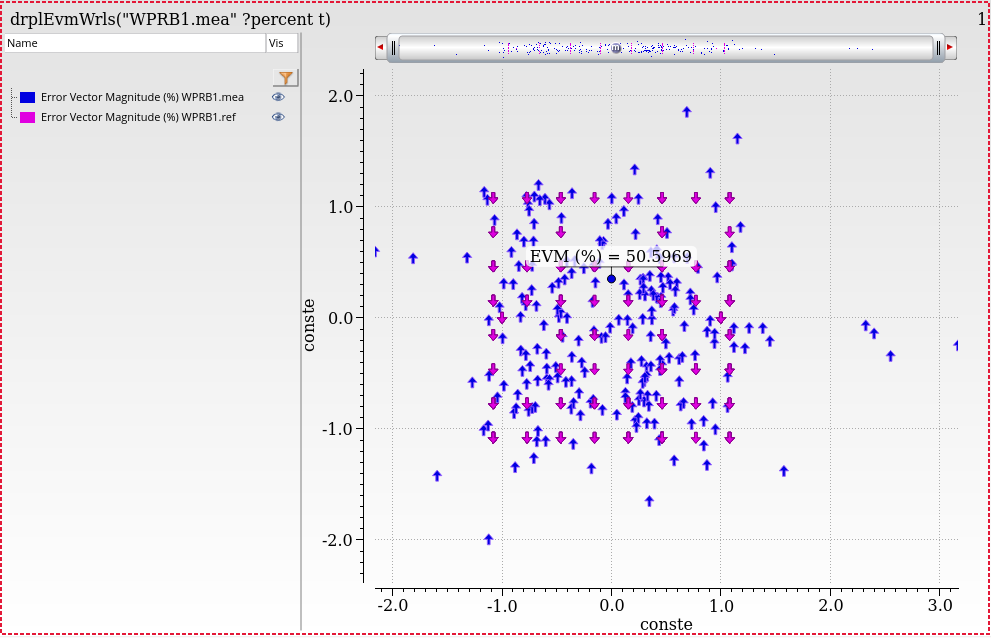 drplEvmWrls("WPRB1.mea" ?percent t)
1
Name
Vis
Error Vector Magnitude (%) WPRB1.mea
Error Vector Magnitude (%) WPRB1.ref
EVM (%) = 50.5969
conste
2.0
1.0
0.0
-1.0
-2.0
-2.0 -1.0 0.0 1.0 2.0 3.0
conste